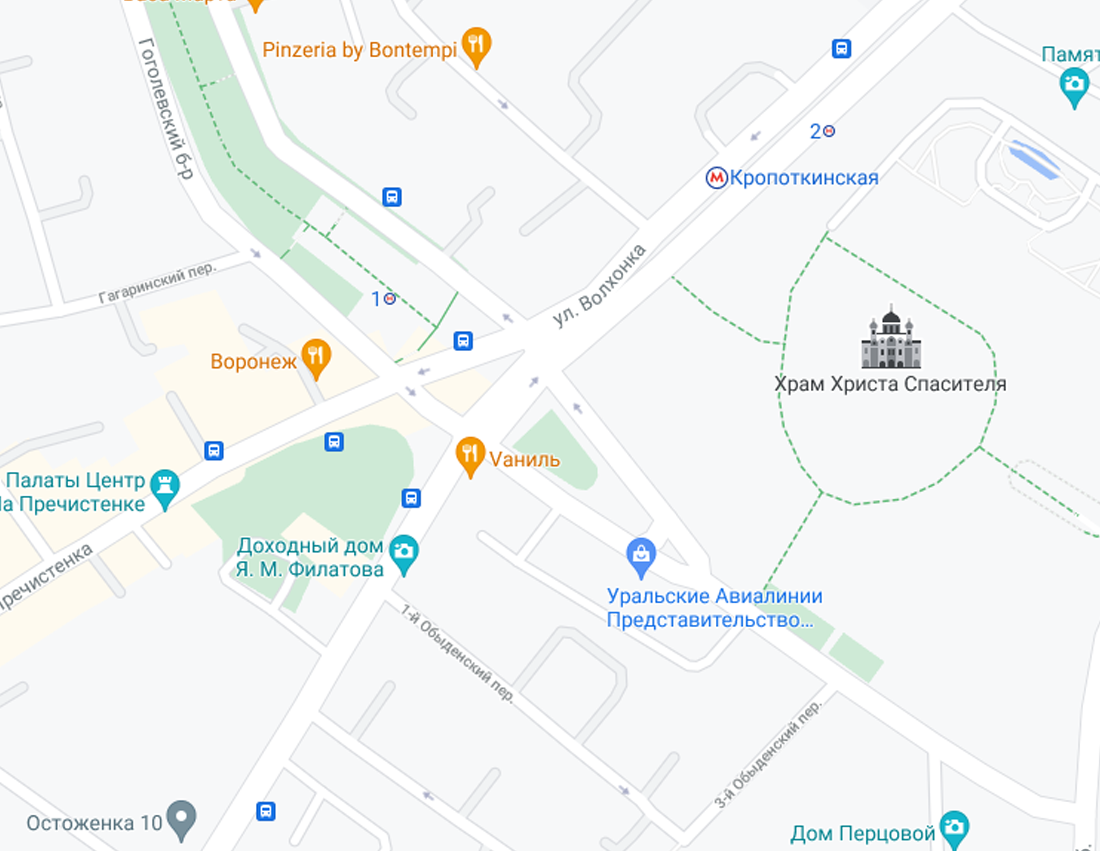 Pinzeria by Bontempi
Памят
Гоголевский б-р
2
Кропоткинская
Гагаринский пер.
1
ул. Волхонка
Воронеж
Храм Христа Спасителя
Vаниль
Палаты Центр
На Пречистенке
Доходный дом
Я. М. Филатова
Пречистенка
Уральские Авиалинии
Представительство...
1-й Обыденский пер.
3-й Обыденский пер.
Остоженка 10
Дом Перцовой